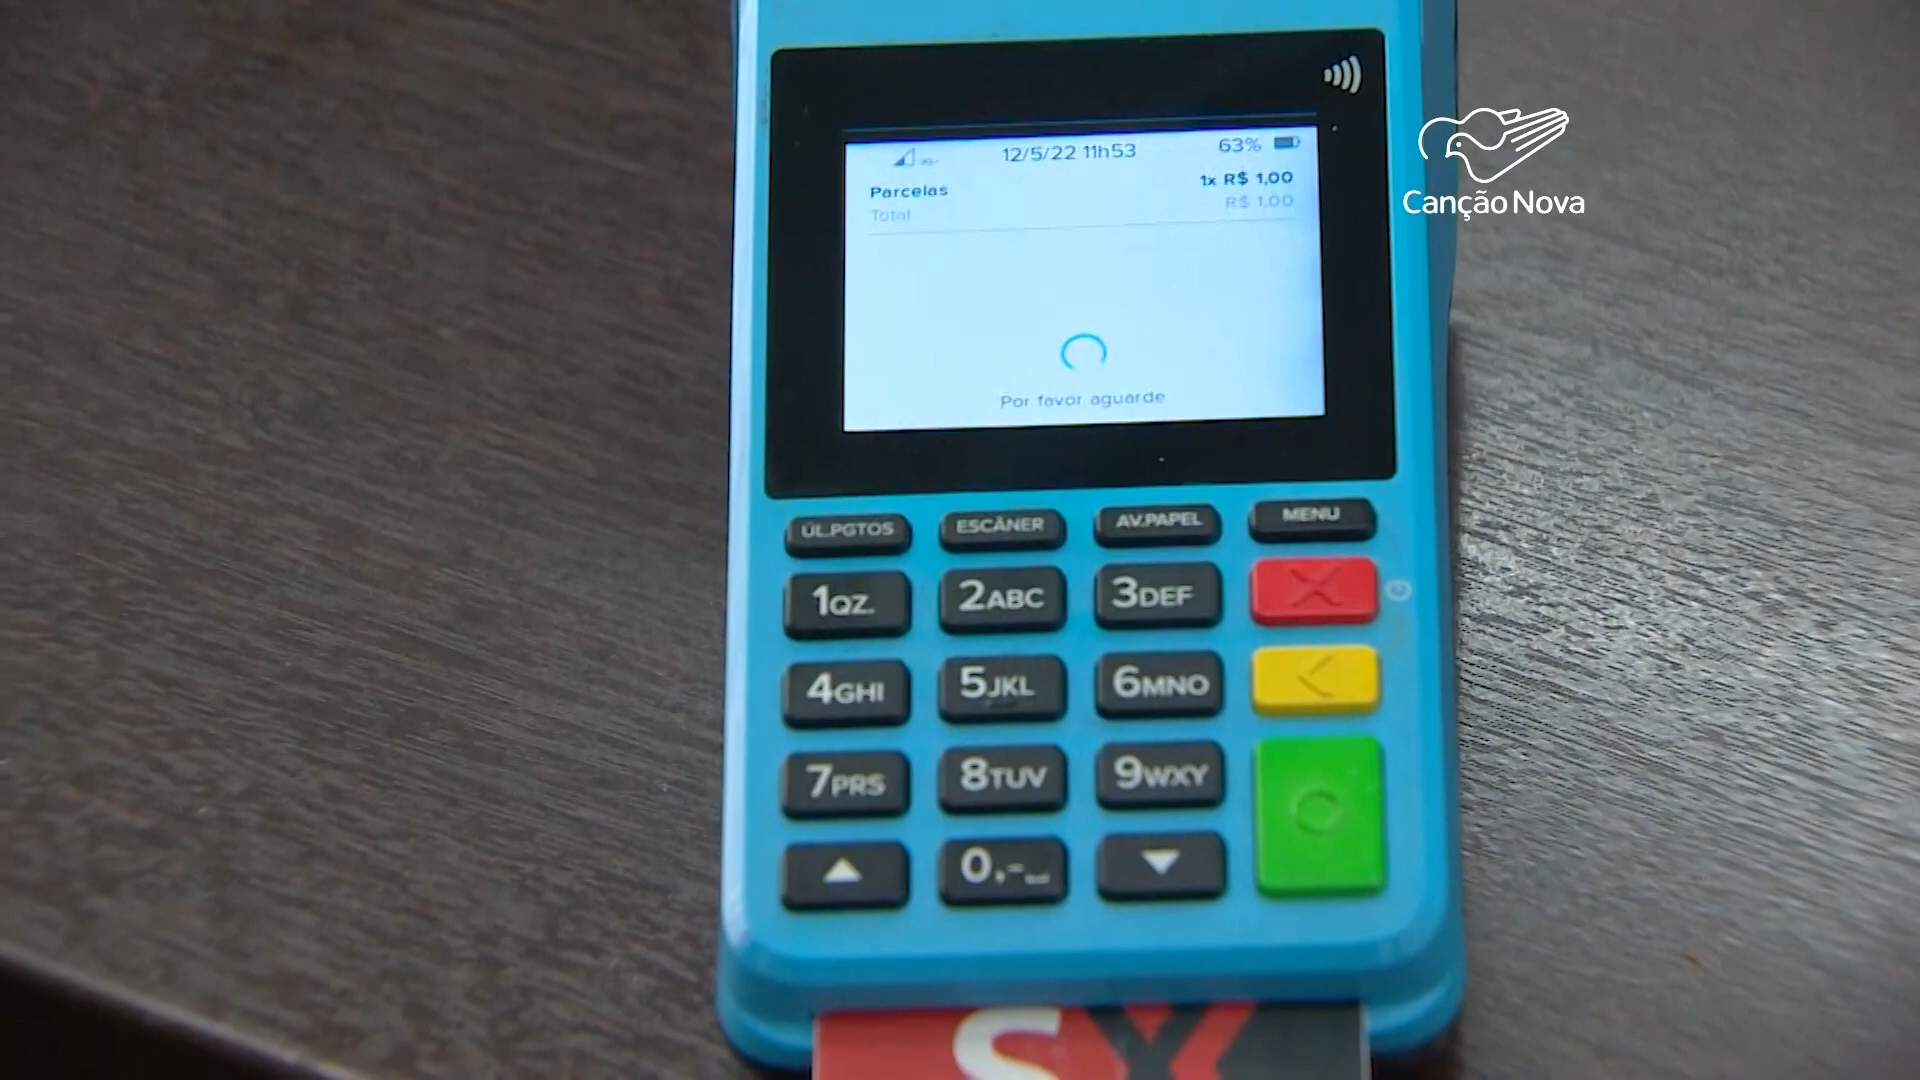 12/5/22 11h53 63%
Parcelas 1x R$ 1,00
Total R$ 1,00
Por favor aguarde
Canção Nova
ÚL.PGTOS ESCÂNER AV.PAPEL MENU
1QZ. 2ABC 3DEF
4GHI 5JKL 6MNO
7PRS 8TUV 9WXY
0,-